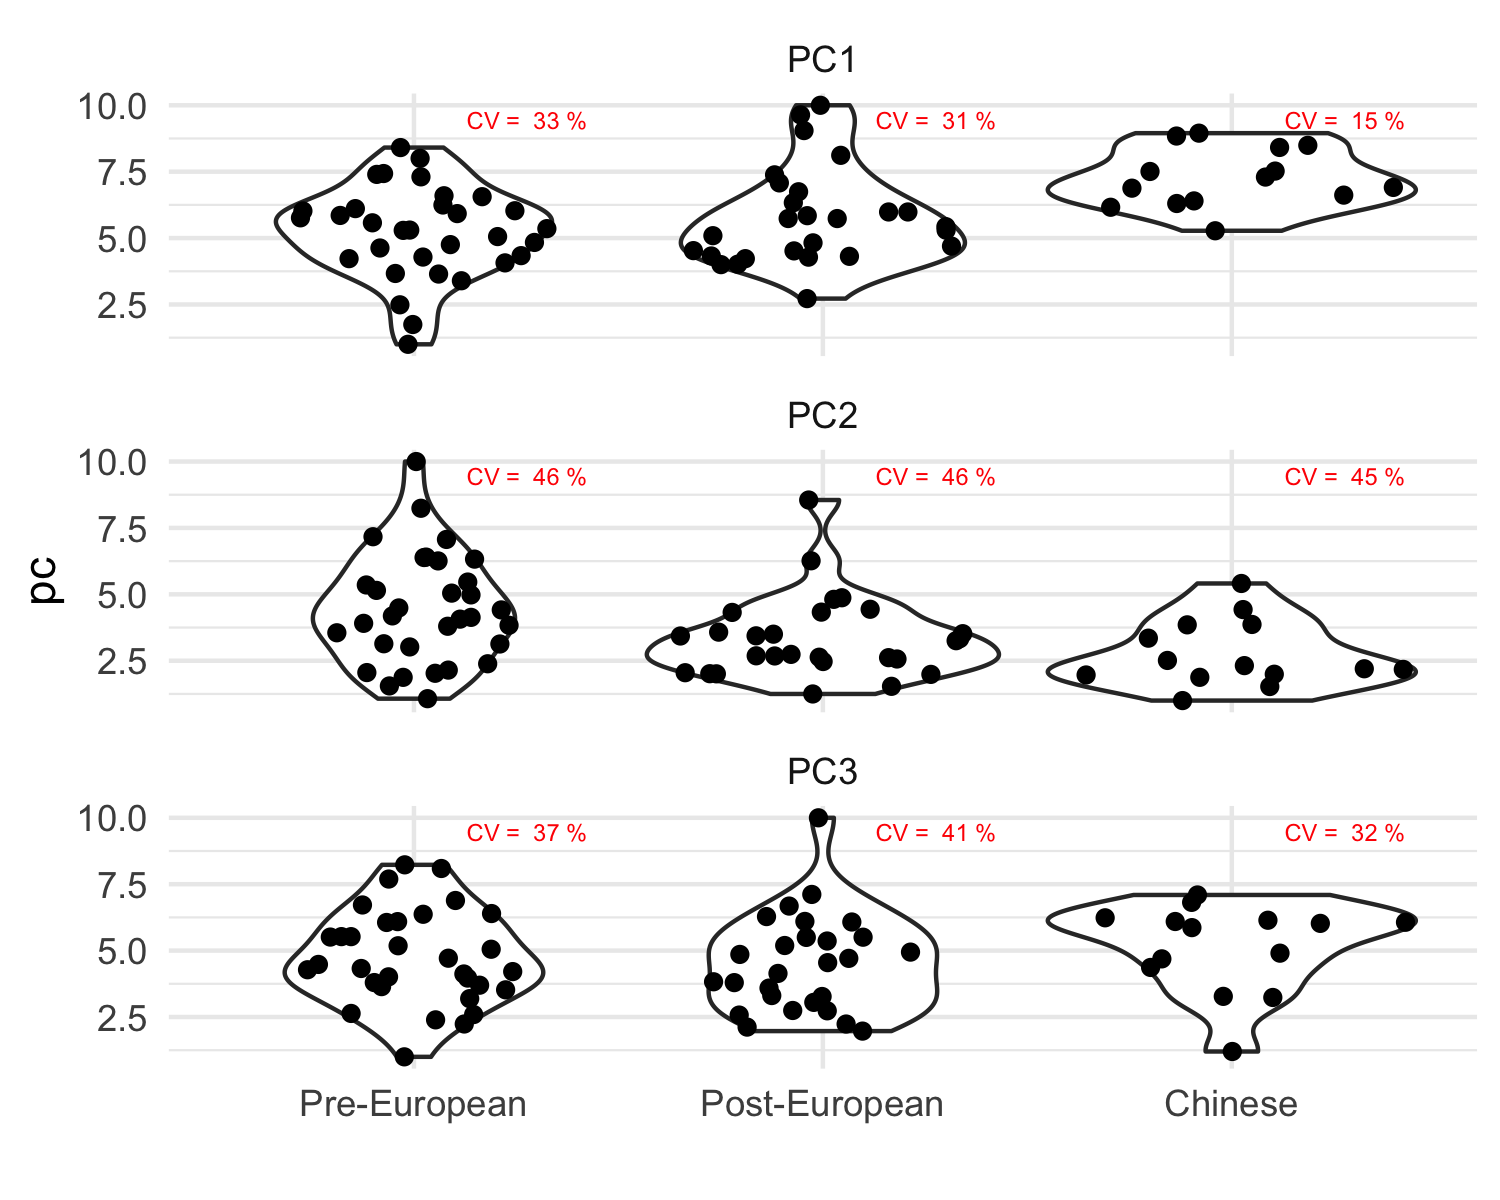 PC1
10.0
7.5
5.0
2.5
CV = 33 %
CV = 31 %
CV = 15 %
PC2
10.0
7.5
5.0
2.5
CV = 46 %
CV = 46 %
CV = 45 %
pc
PC3
10.0
7.5
5.0
2.5
CV = 37 %
CV = 41 %
CV = 32 %
Pre-European
Post-European
Chinese